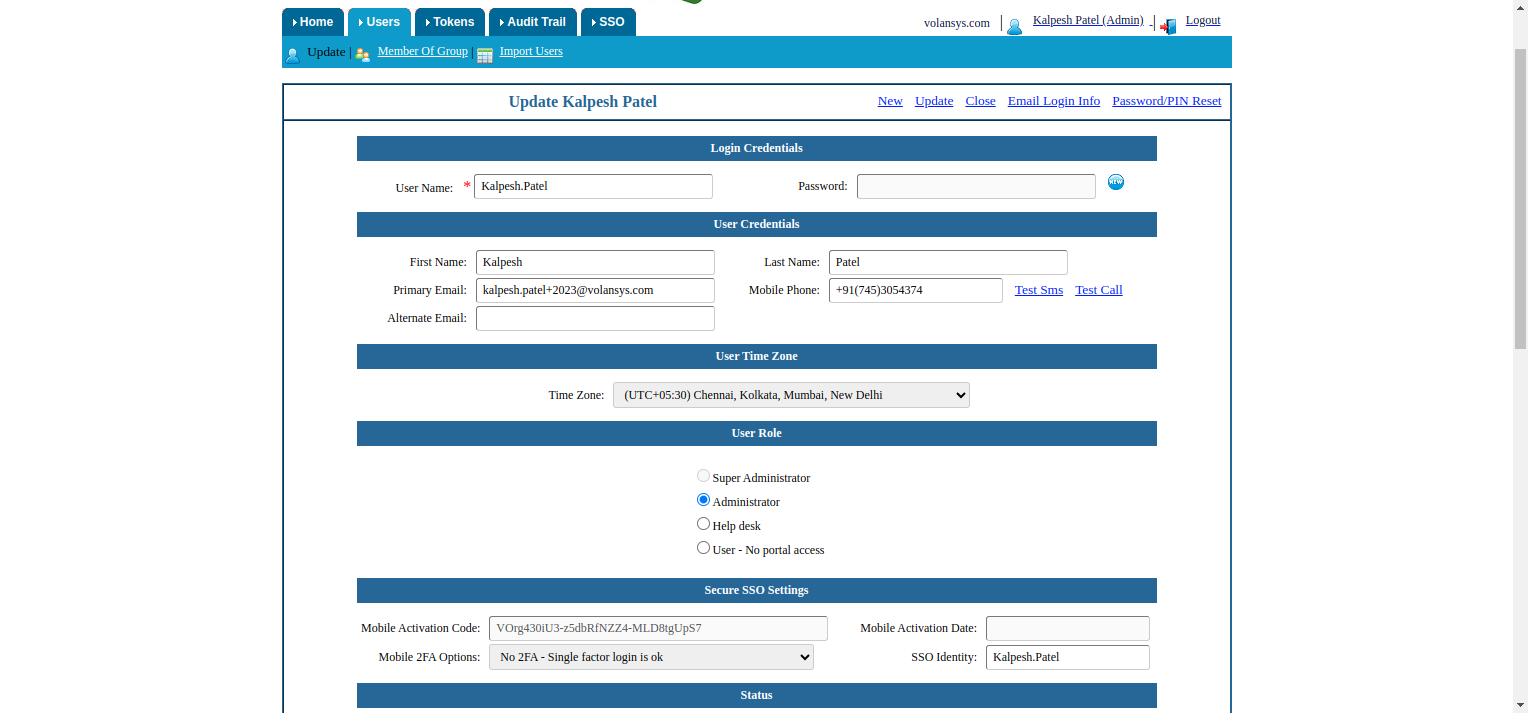 Home Users Tokens Audit Trail SSO volansys.com | Kalpesh Patel (Admin) - | Logout
Update | Member Of Group | Import Users
Update Kalpesh Patel New Update Close Email Login Info Password/PIN Reset
Login Credentials
User Name: * Kalpesh.Patel Password: NEW
User Credentials
First Name: Kalpesh Last Name: Patel
Primary Email: kalpesh.patel+2023@volansys.com Mobile Phone: +91(745)3054374 Test Sms Test Call
Alternate Email:
User Time Zone
Time Zone: (UTC+05:30) Chennai, Kolkata, Mumbai, New Delhi
User Role
Super Administrator
Administrator
Help desk
User - No portal access
Secure SSO Settings
Mobile Activation Code: VOrg430iU3-z5dbRfNZZ4-MLD8tgUpS7 Mobile Activation Date:
Mobile 2FA Options: No 2FA - Single factor login is ok SSO Identity: Kalpesh.Patel
Status